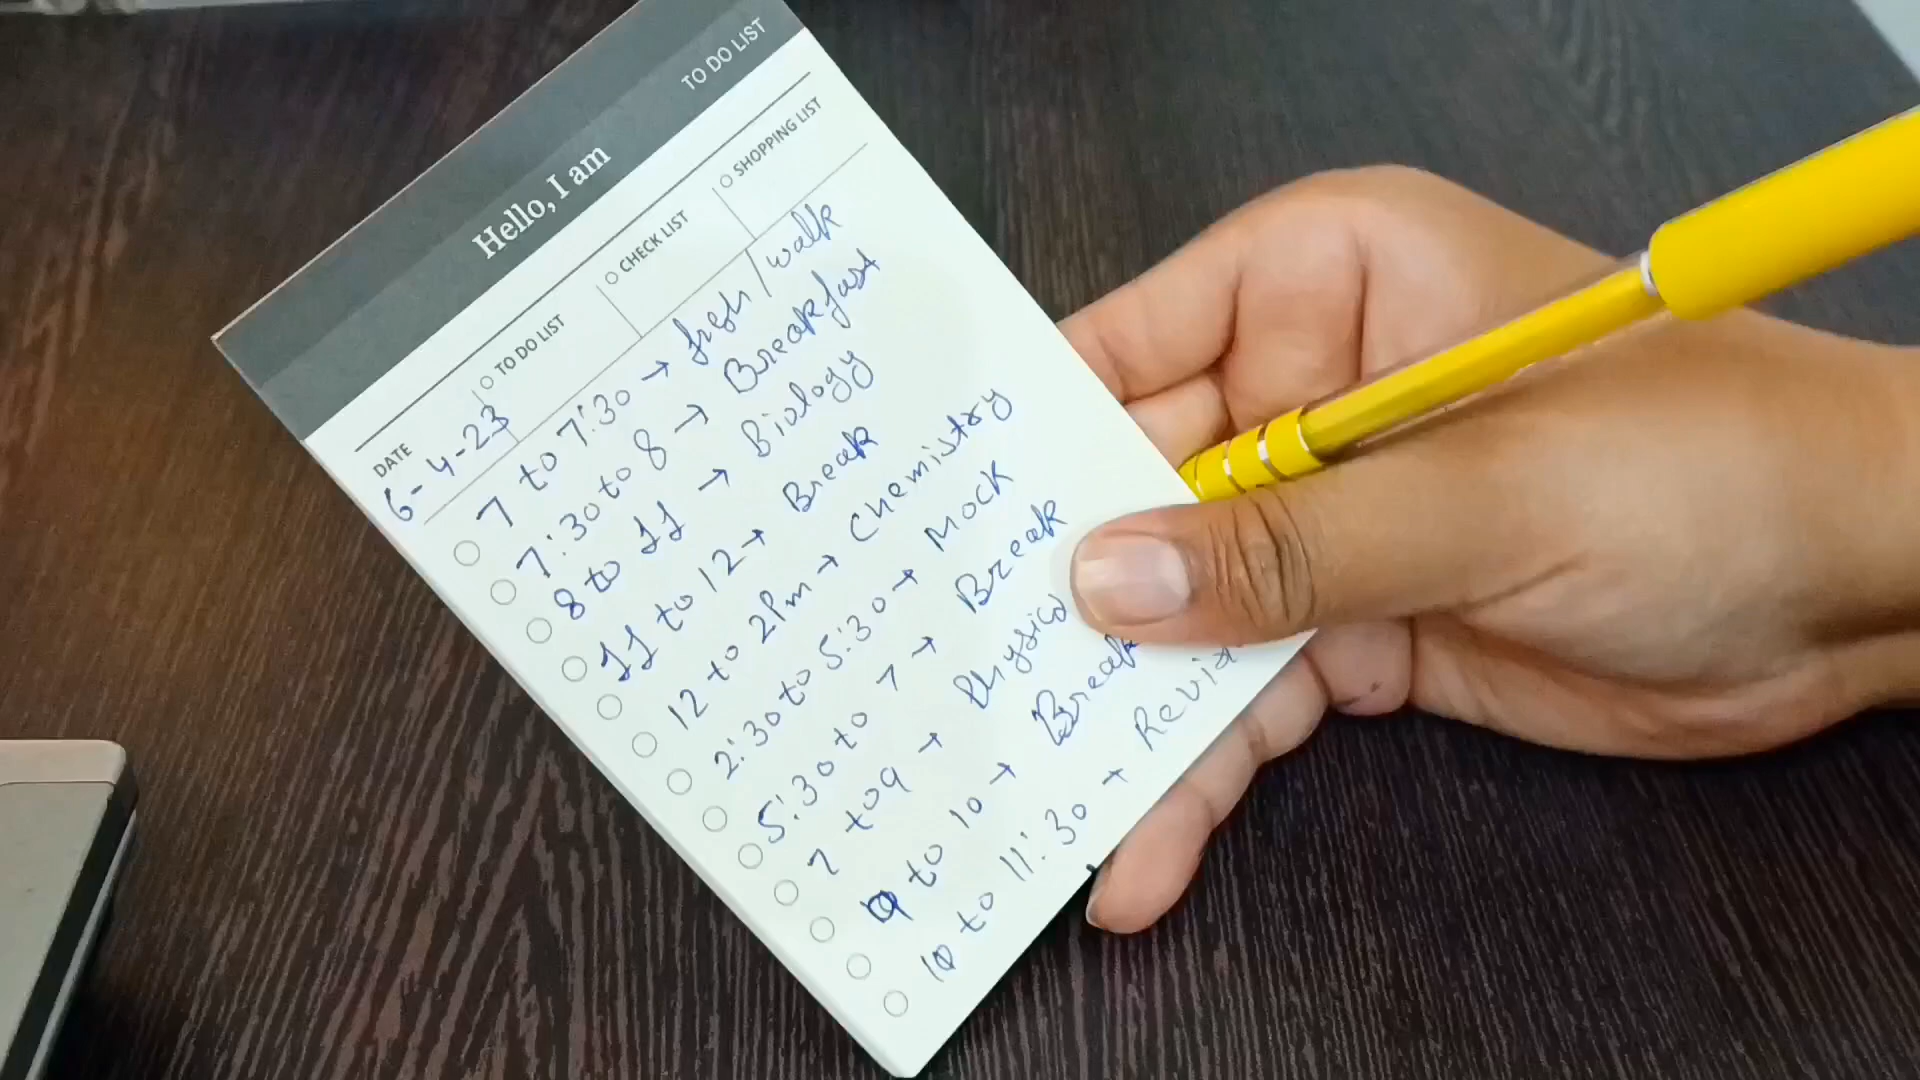 TO DO LIST
Hello, I am
DATE
○ TO DO LIST
○ CHECK LIST
○ SHOPPING LIST
6-4-23
7 to 7:30 → fresh/walk
7:30 to 8 → Breakfast
8 to 11 → Biology
11 to 12 → Break
12 to 2Pm → Chemistry
2:30 to 5:30 → Mock
5:30 to 7 → Break
7 to 9 → Physics
9 to 10 → Break
10 to 11:30 →